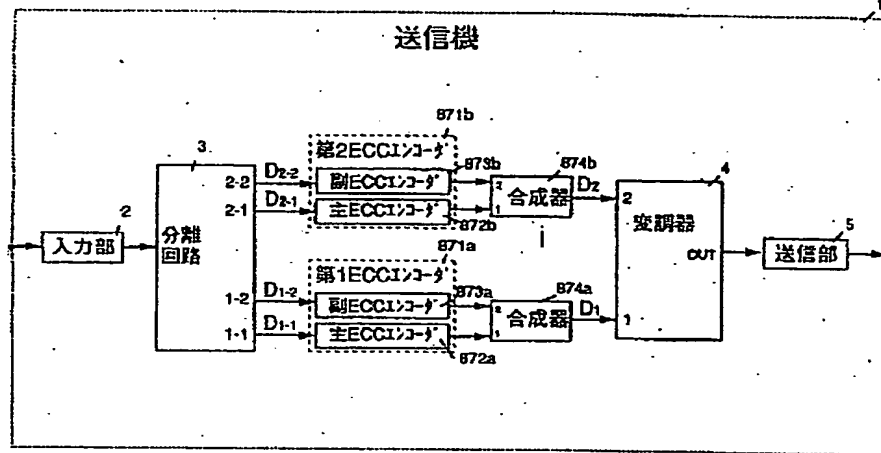 1
送信機
871b
第2ECCエンコーダ
873b
874b
3
4
2-2
D2-2
副ECCエンコーダ
2
合成器
D2
2
2-1
D2-1
主ECCエンコーダ
1
変調器
5
2
872b
入力部
分離
回路
i
OUT
送信部
871a
第1ECCエンコーダ
873a
874a
1-2
D1-2
副ECCエンコーダ
2
合成器
D1
1
1-1
D1-1
主ECCエンコーダ
1
872a